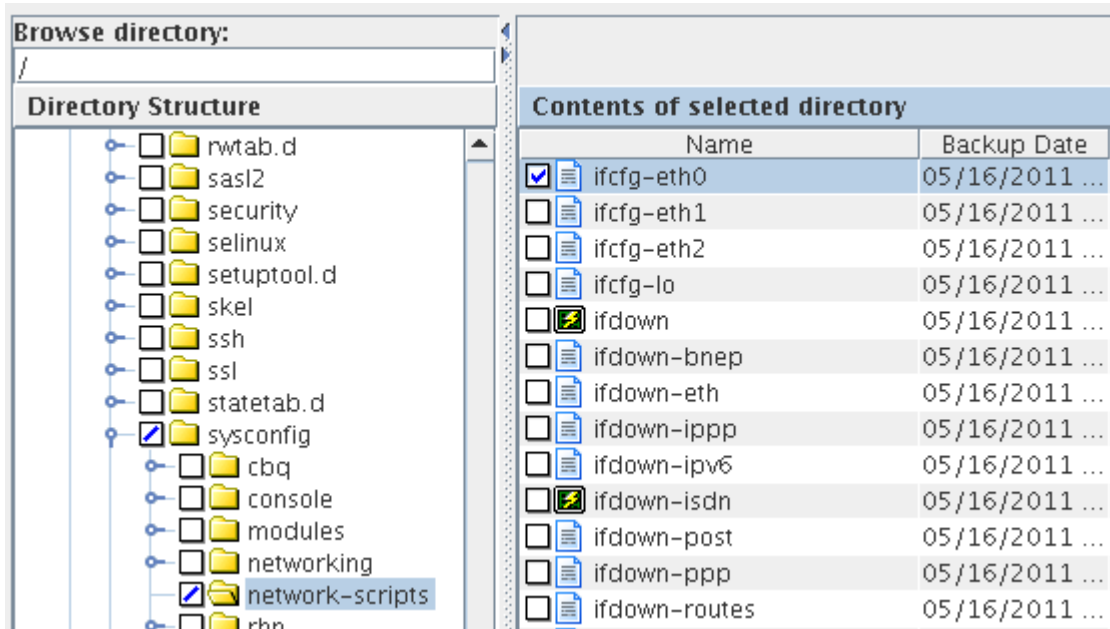 Browse directory:
/
Directory Structure
rwtab.d
sasl2
security
selinux
setuptool.d
skel
ssh
ssl
statetab.d
sysconfig
cbq
console
modules
networking
network-scripts
Contents of selected directory
Name Backup Date
ifcfg-eth0 05/16/2011 ...
ifcfg-eth1 05/16/2011 ...
ifcfg-eth2 05/16/2011 ...
ifcfg-lo 05/16/2011 ...
ifdown 05/16/2011 ...
ifdown-bnep 05/16/2011 ...
ifdown-eth 05/16/2011 ...
ifdown-ippp 05/16/2011 ...
ifdown-ipv6 05/16/2011 ...
ifdown-isdn 05/16/2011 ...
ifdown-post 05/16/2011 ...
ifdown-ppp 05/16/2011 ...
ifdown-routes 05/16/2011 ...